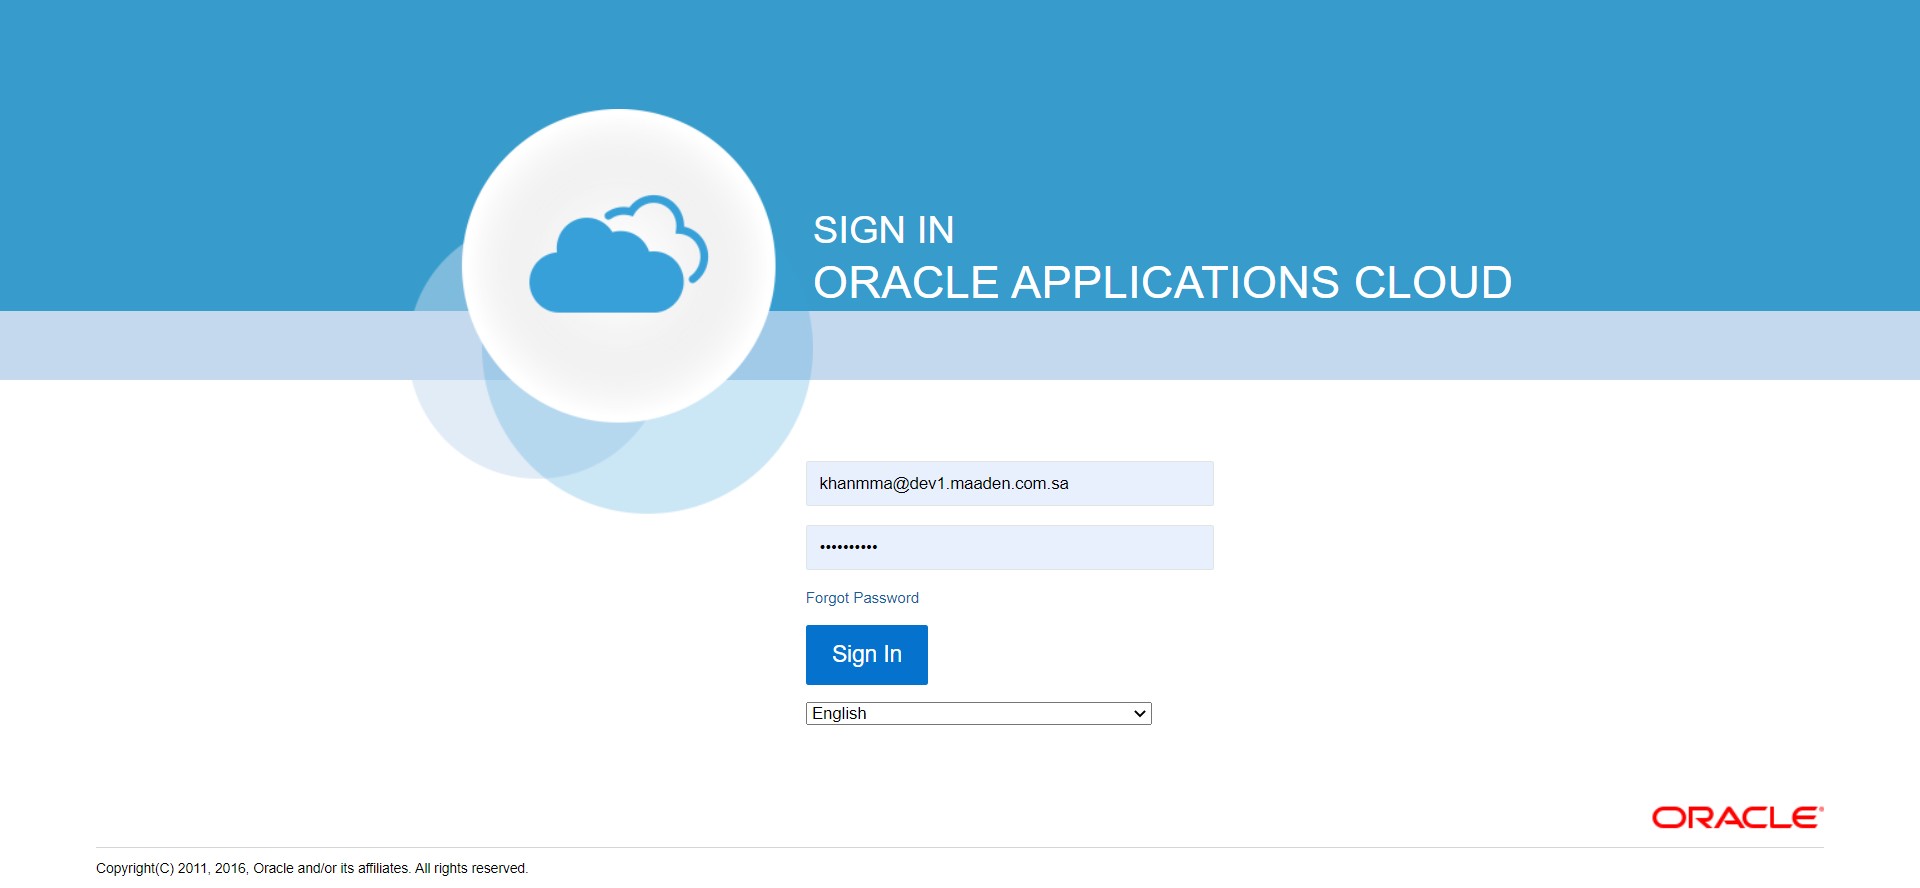 SIGN IN
ORACLE APPLICATIONS CLOUD
khanmma@dev1.maaden.com.sa
••••••••••
Forgot Password
Sign In
English
ORACLE
Copyright(C) 2011, 2016, Oracle and/or its affiliates. All rights reserved.